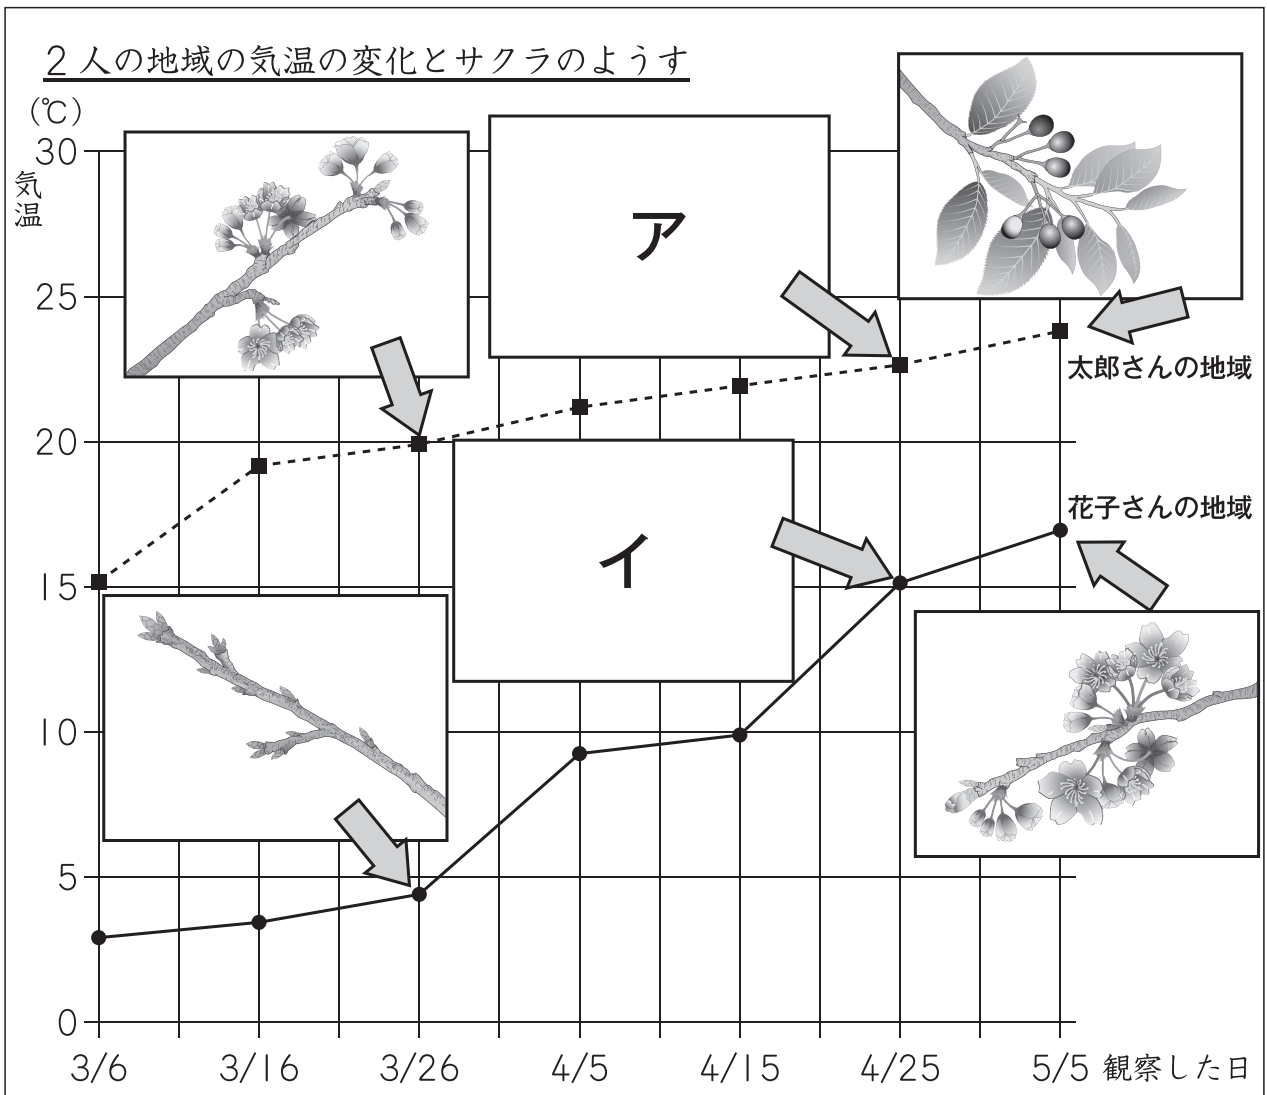 2人の地域の気温の変化とサクラのようす
(℃)
30
気温
ア
25
太郎さんの地域
20
花子さんの地域
イ
15
10
5
0
3/6 3/16 3/26 4/5 4/15 4/25 5/5 観察した日